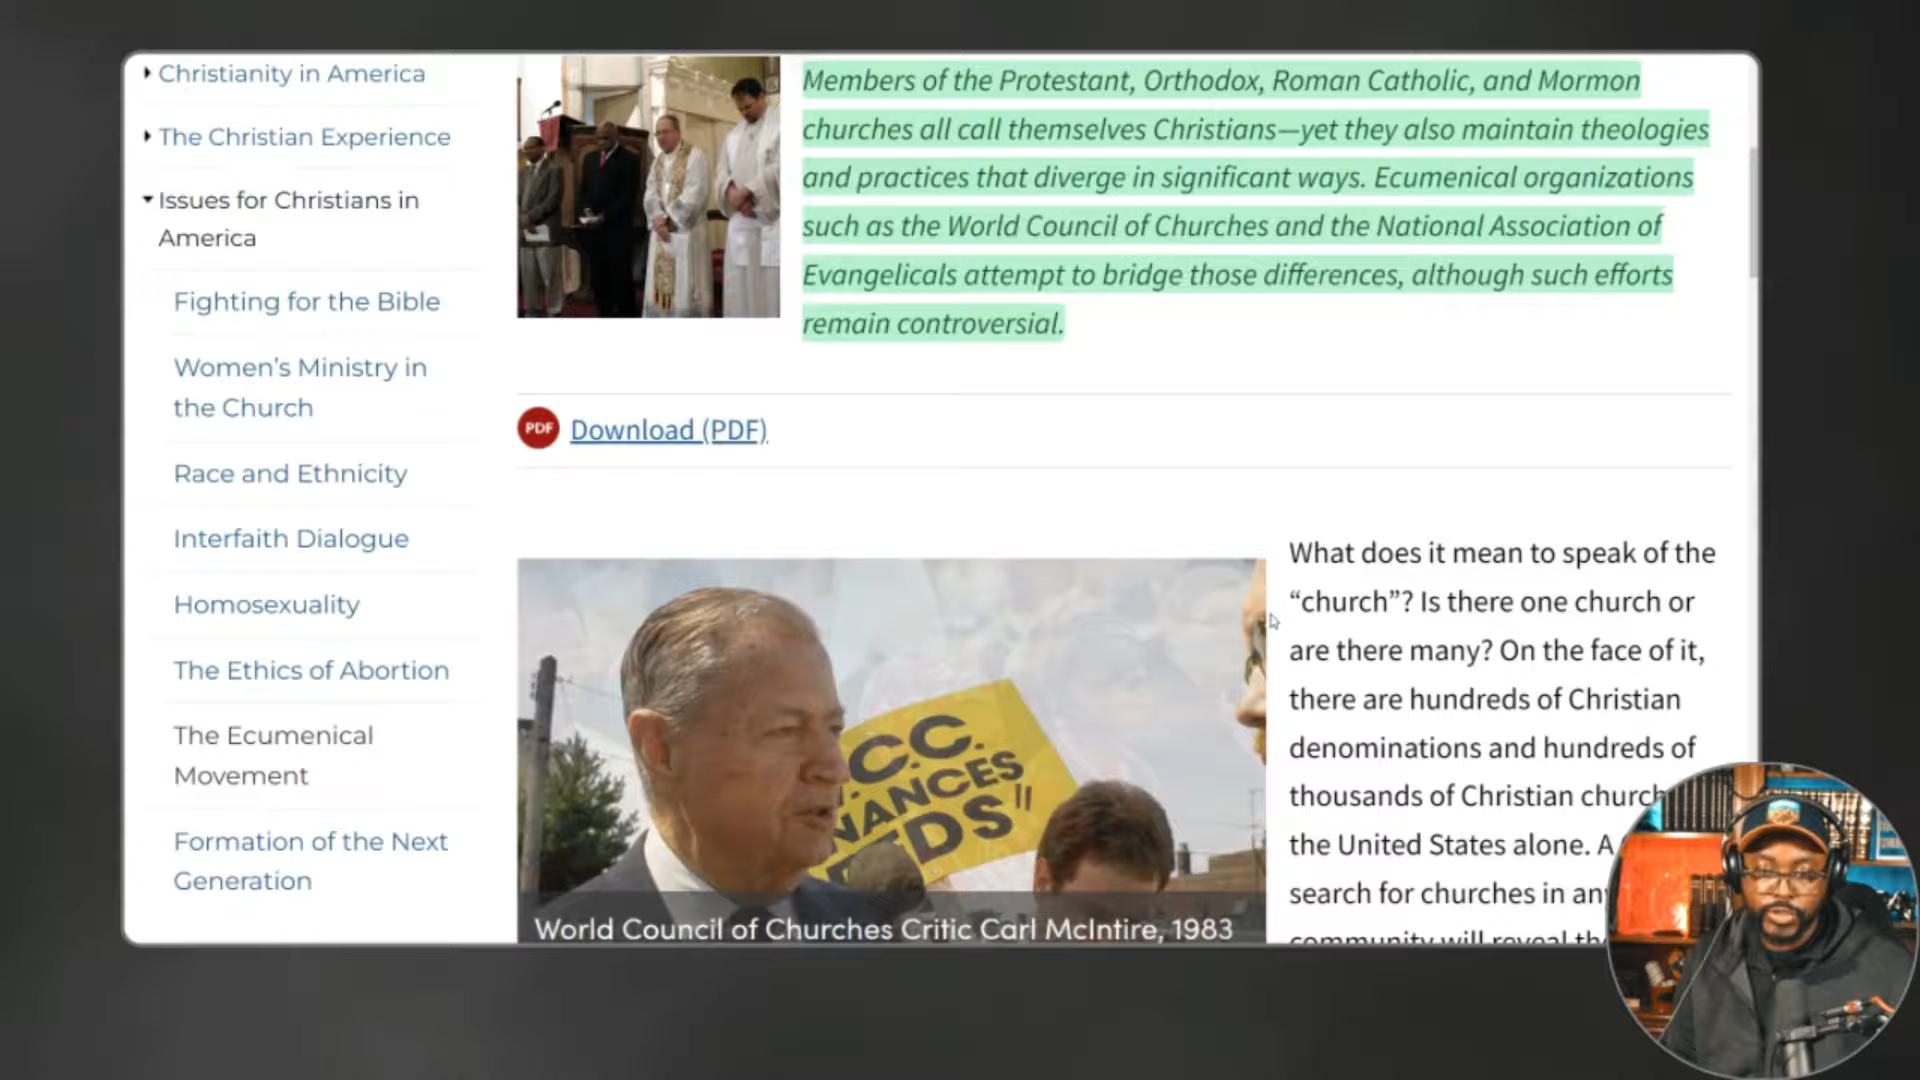 Christianity in America
The Christian Experience
Issues for Christians in
America
Fighting for the Bible
Women's Ministry in
the Church
Race and Ethnicity
Interfaith Dialogue
Homosexuality
The Ethics of Abortion
The Ecumenical
Movement
Formation of the Next
Generation
Members of the Protestant, Orthodox, Roman Catholic, and Mormon
churches all call themselves Christians—yet they also maintain theologies
and practices that diverge in significant ways. Ecumenical organizations
such as the World Council of Churches and the National Association of
Evangelicals attempt to bridge those differences, although such efforts
remain controversial.
PDF Download (PDF)
C.C.
NANCES
EDS"
World Council of Churches Critic Carl McIntire, 1983
What does it mean to speak of the
“church”? Is there one church or
are there many? On the face of it,
there are hundreds of Christian
denominations and hundreds of
thousands of Christian church
the United States alone. A
search for churches in any
community will reveal th